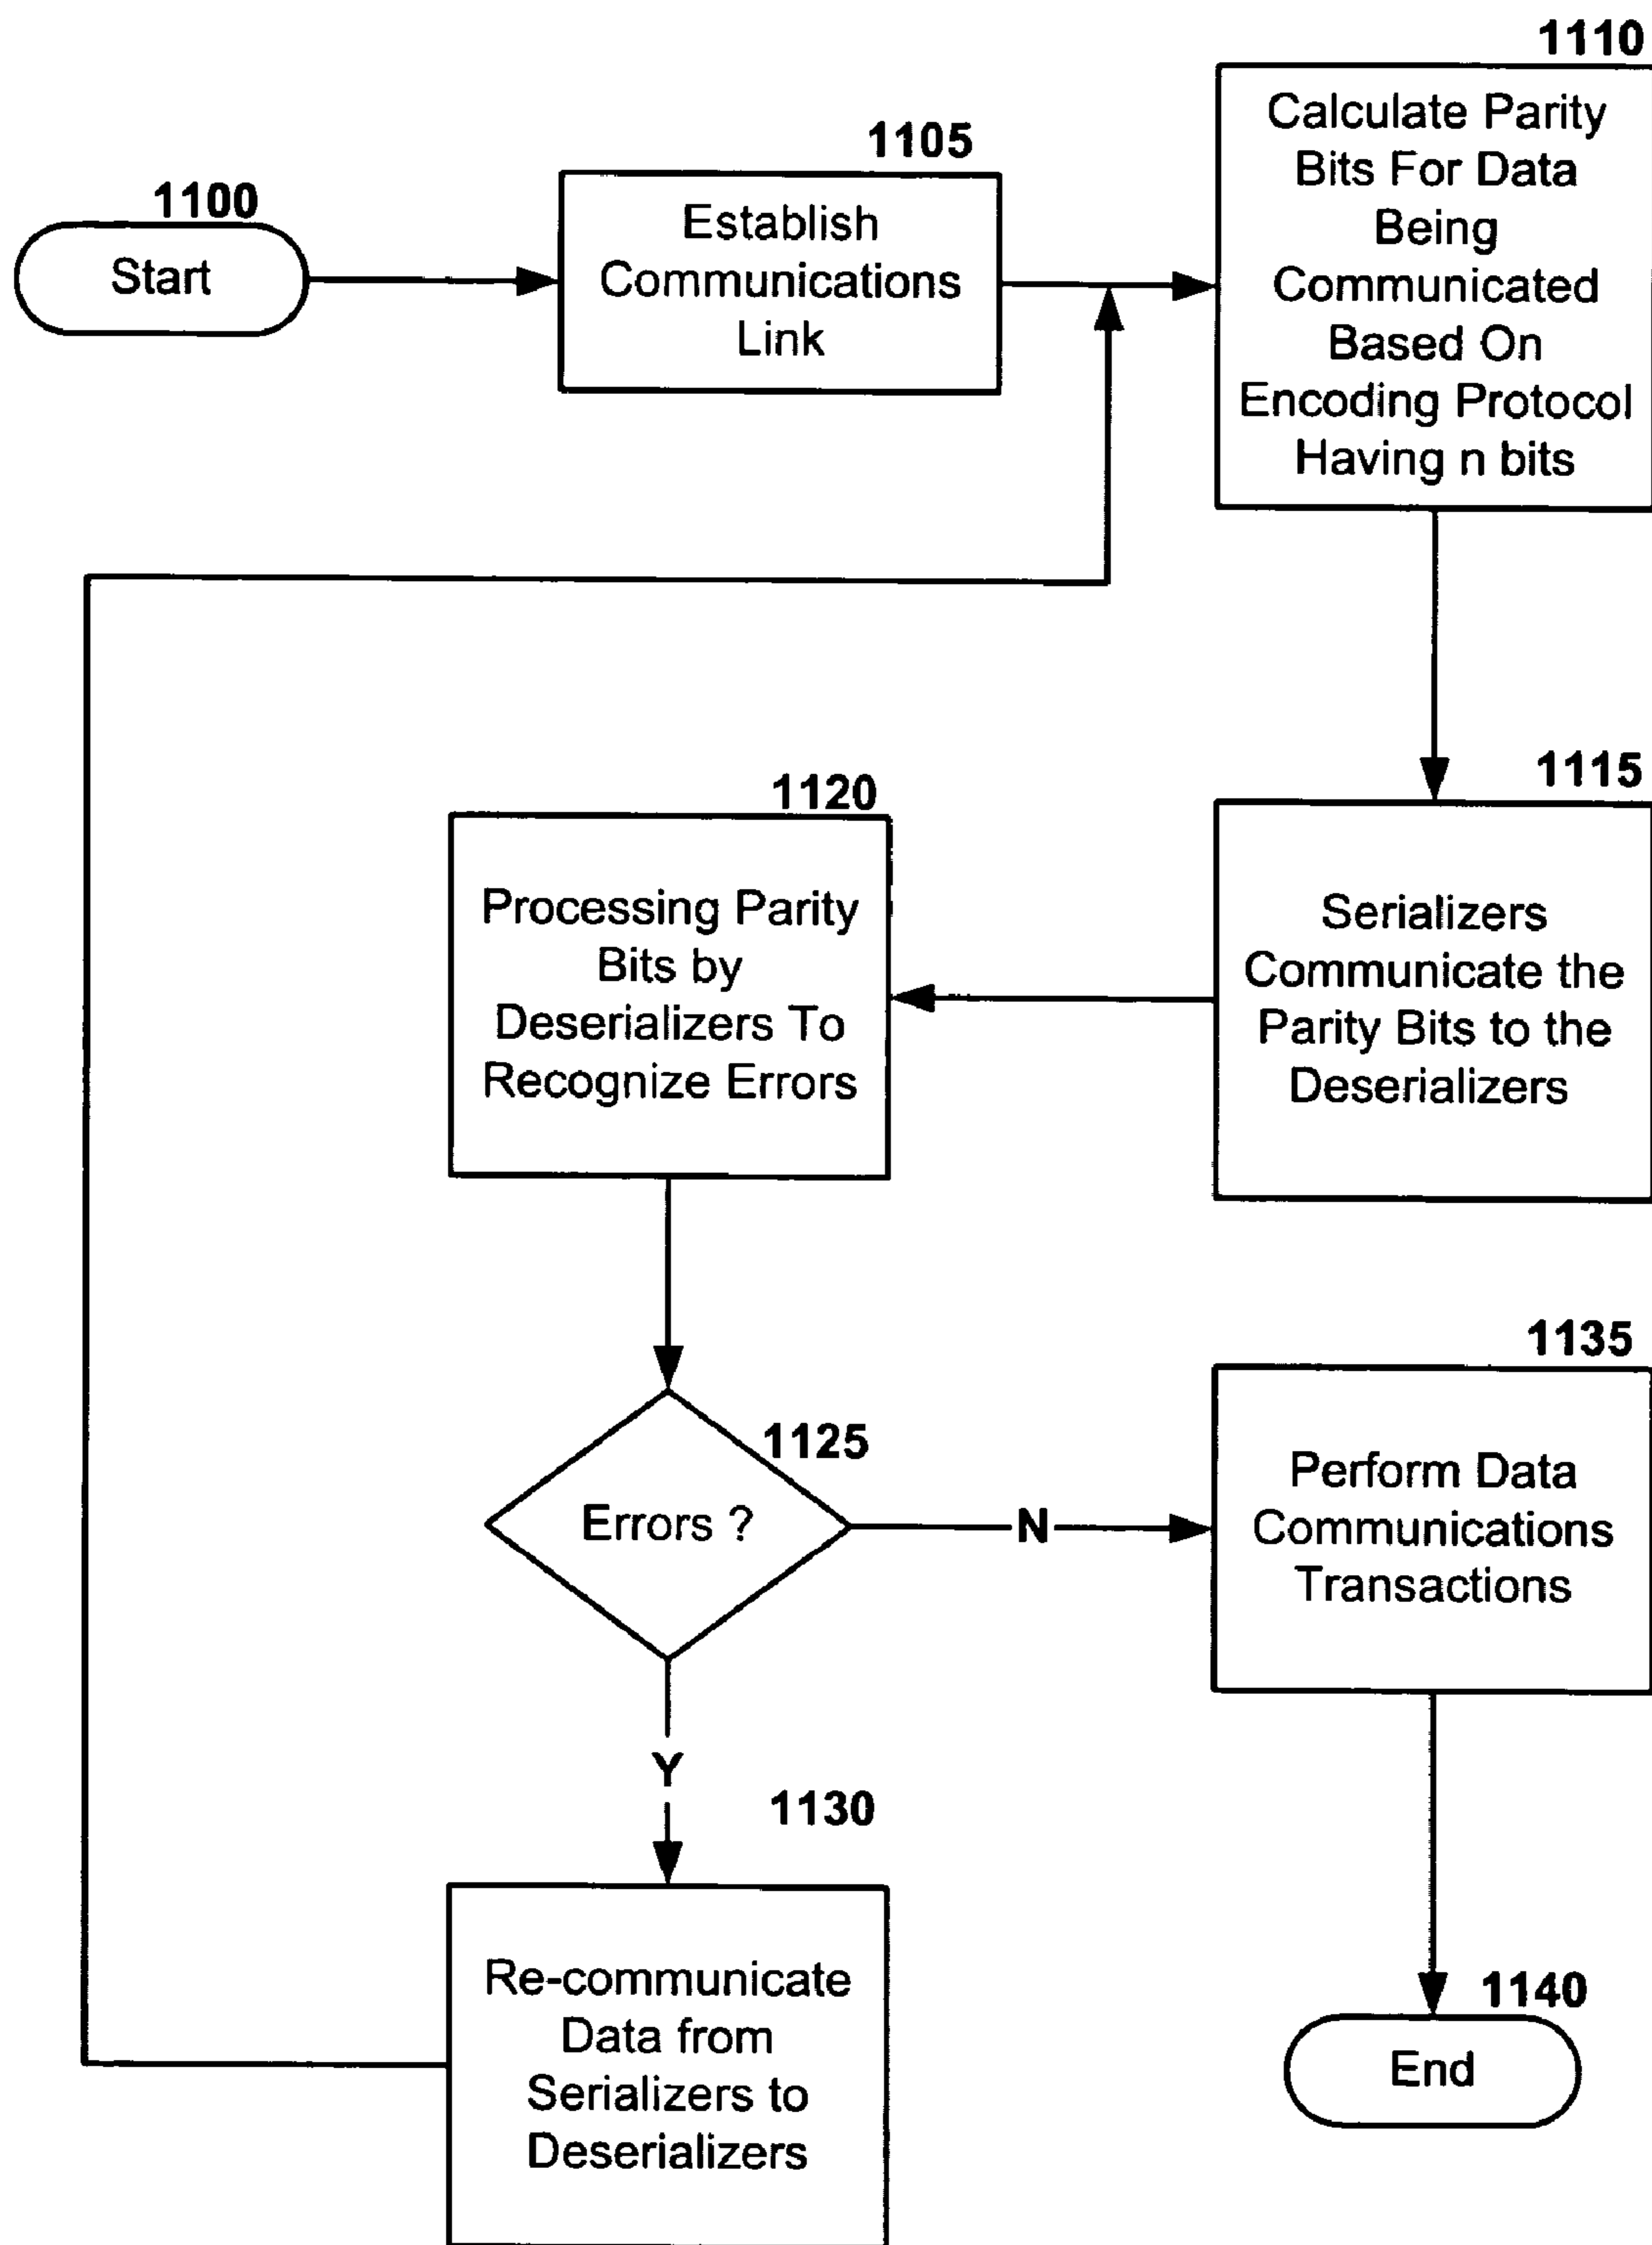 1100
Start
1105
Establish
Communications
Link
1110
Calculate Parity
Bits For Data
Being
Communicated
Based On
Encoding Protocol
Having n bits
1115
Serializers
Communicate the
Parity Bits to the
Deserializers
1120
Processing Parity
Bits by
Deserializers To
Recognize Errors
1125
Errors ?
N
Y
1130
Re-communicate
Data from
Serializers to
Deserializers
1135
Perform Data
Communications
Transactions
1140
End